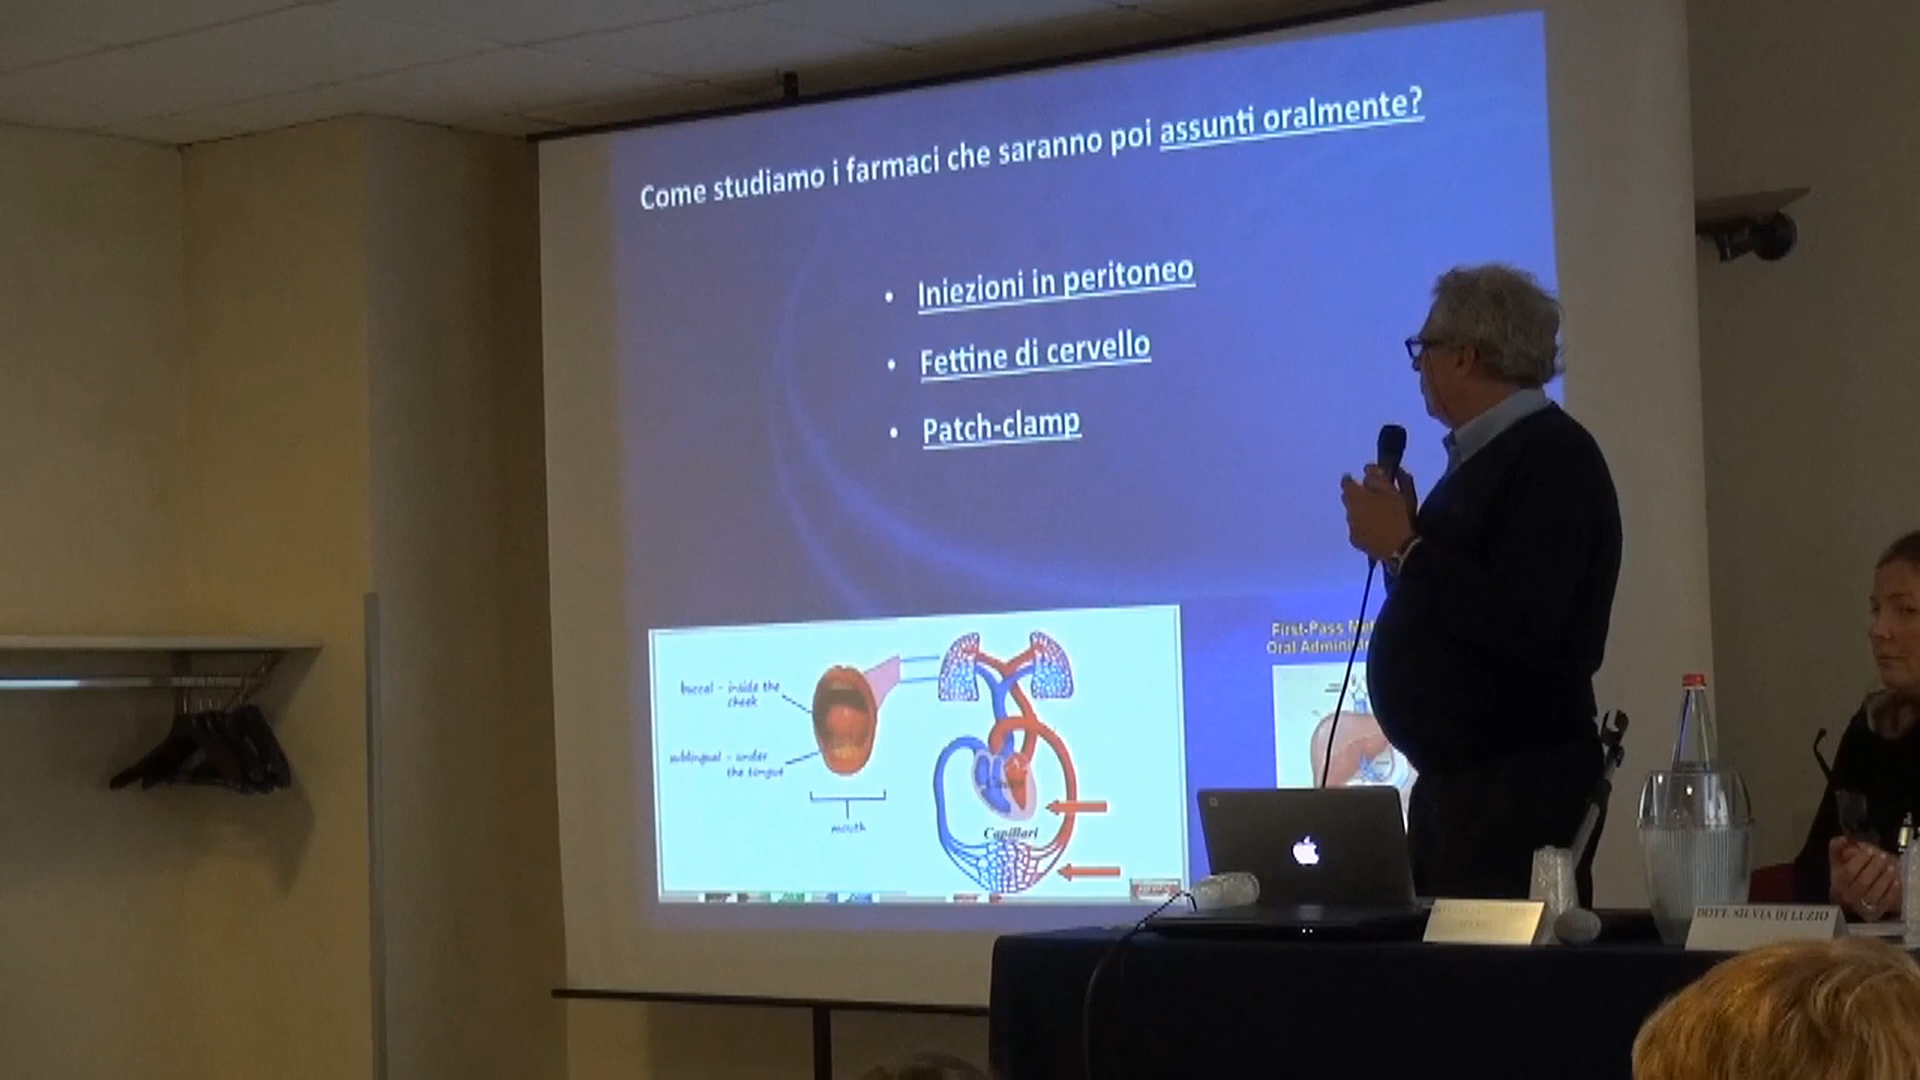 Come studiamo i farmaci che saranno poi assunti oralmente?
• Iniezioni in peritoneo
• Fettine di cervello
• Patch-clamp
First-Pass
Oral
buccal - inside the
cheek
sublingual - under
the tongue
mouth
Capillari
DOTT. SILVIA DI LUZIO